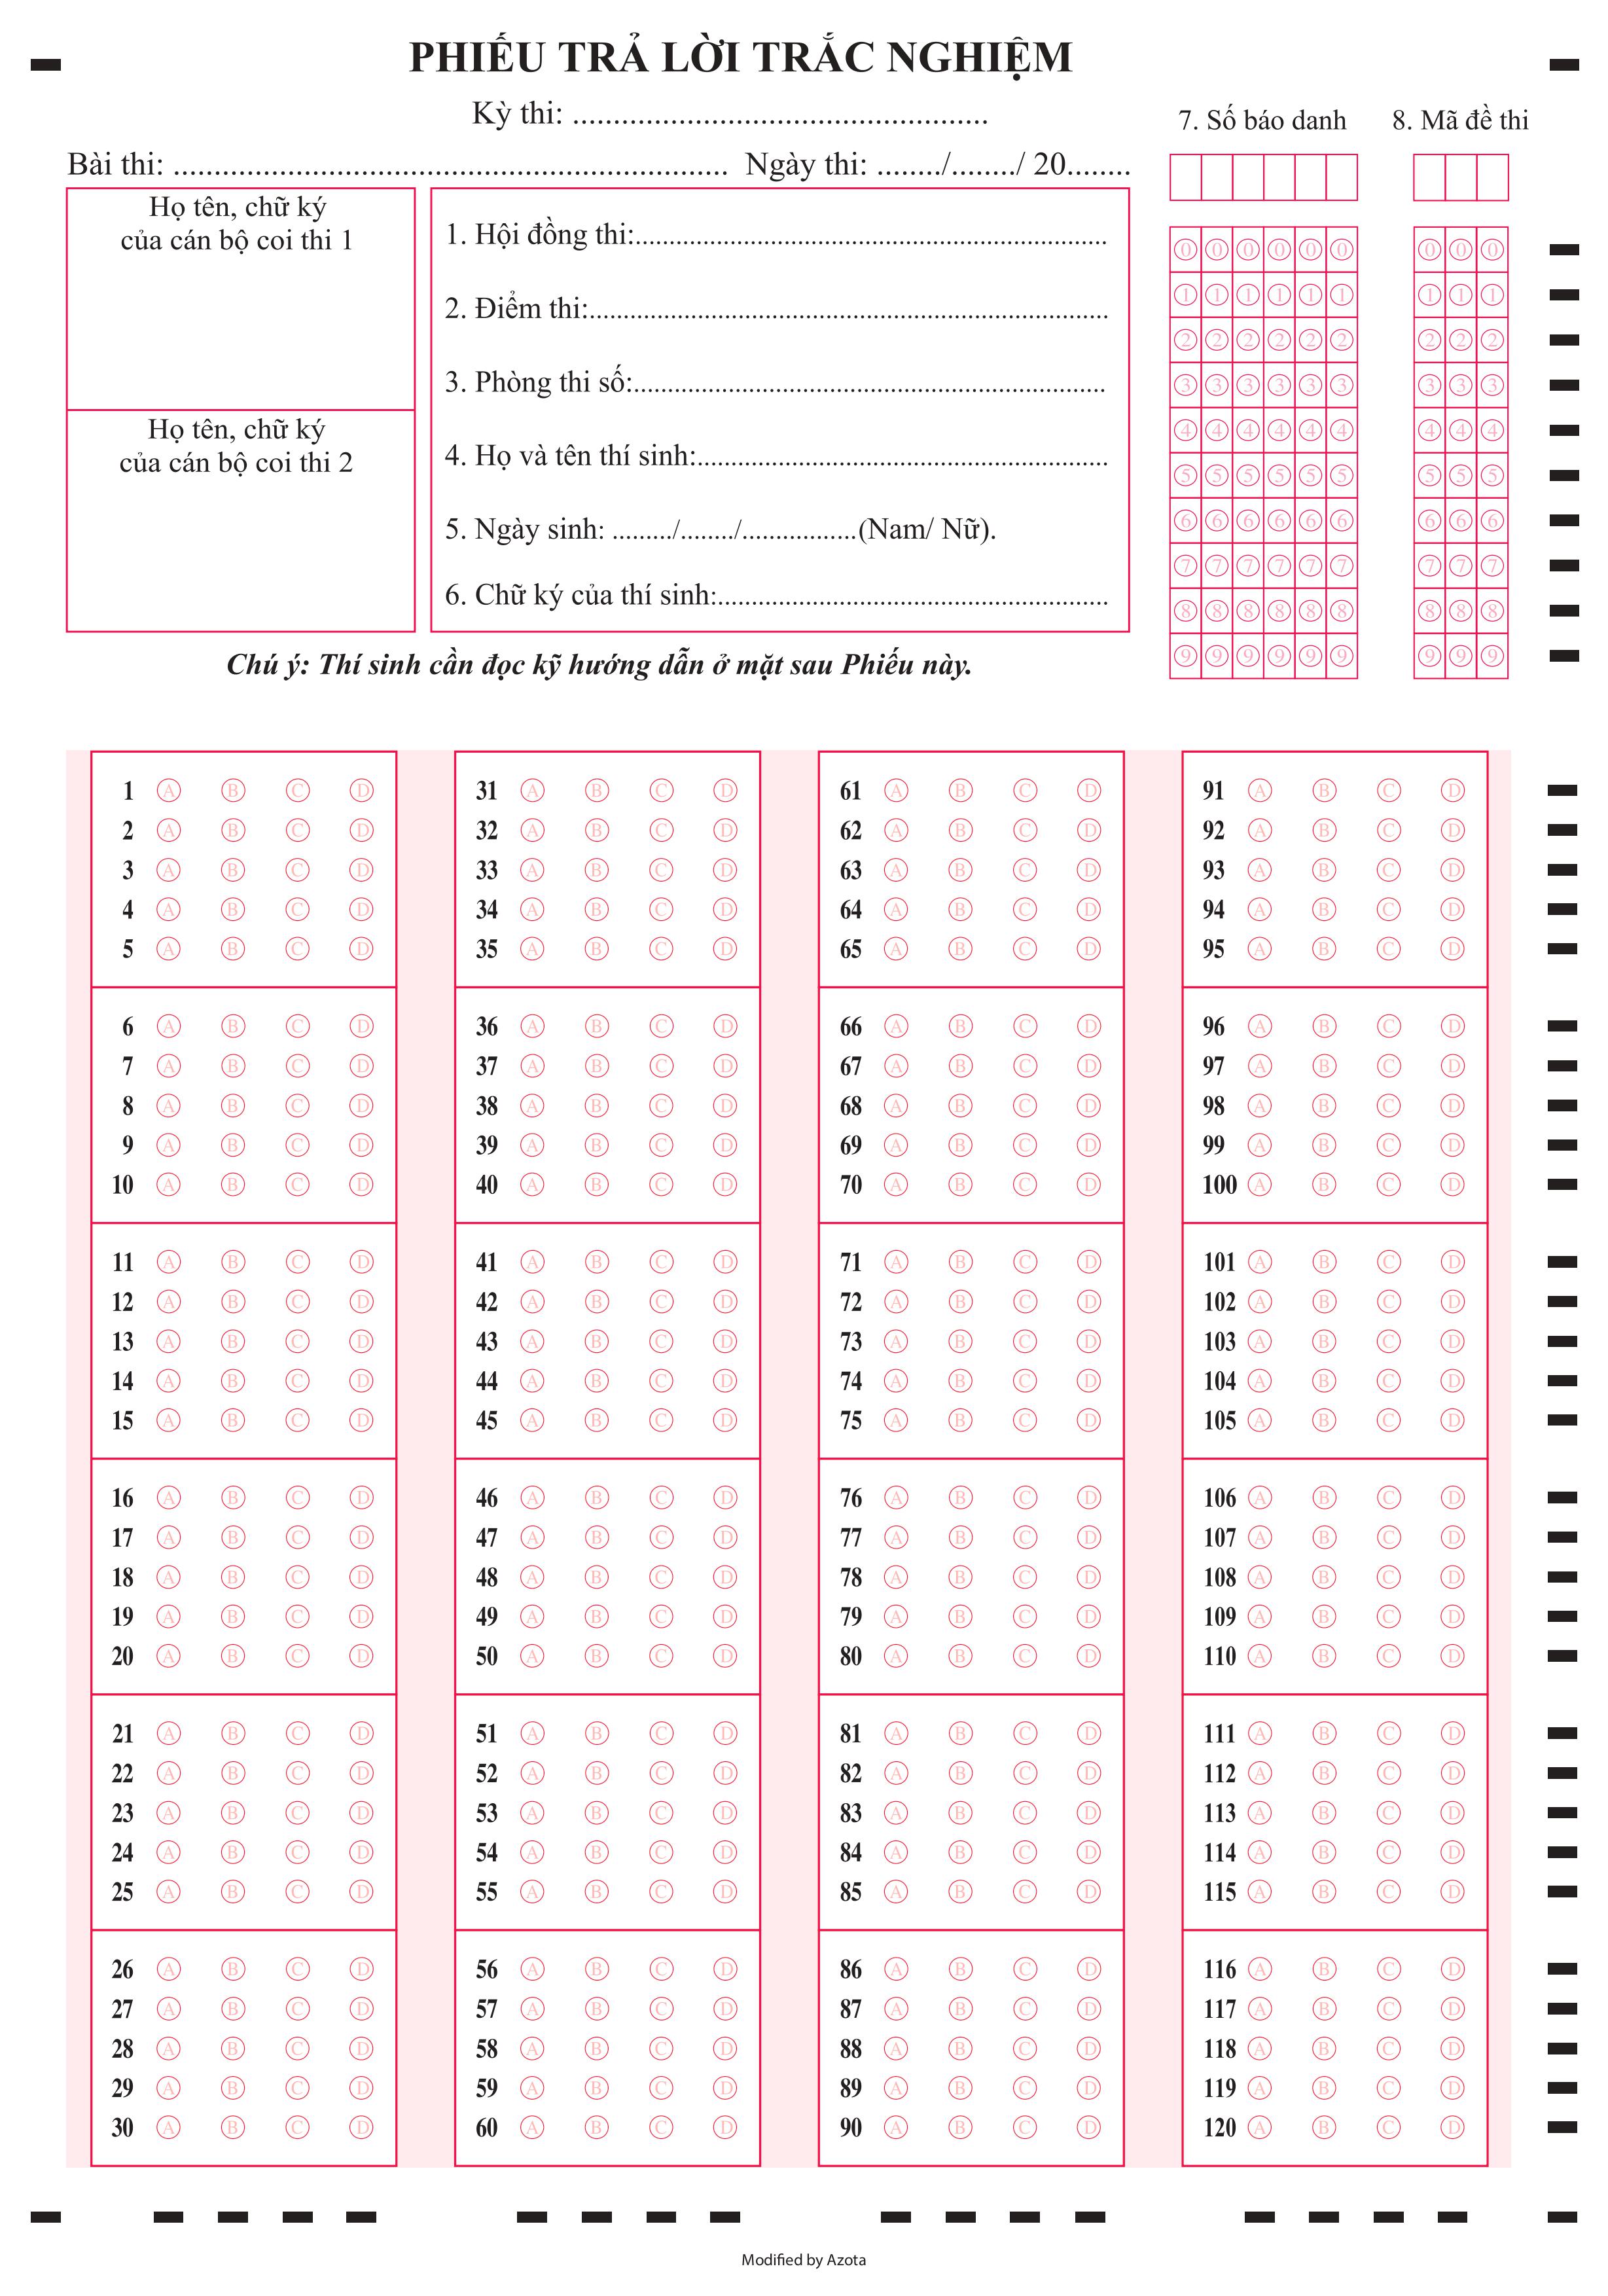 PHIẾU TRẢ LỜI TRẮC NGHIỆM
Kỳ thi: ...................................................
Bài thi: .................................................................... Ngày thi: ......../......../ 20........
Họ tên, chữ ký
của cán bộ coi thi 1
Họ tên, chữ ký
của cán bộ coi thi 2
1. Hội đồng thi:......................................................................
2. Điểm thi:.............................................................................
3. Phòng thi số:......................................................................
4. Họ và tên thí sinh:.............................................................
5. Ngày sinh: ........./......../.................(Nam/ Nữ).
6. Chữ ký của thí sinh:..........................................................
Chú ý: Thí sinh cần đọc kỹ hướng dẫn ở mặt sau Phiếu này.
7. Số báo danh 8. Mã đề thi
0 0 0 0 0 0 0 0 0
1 1 1 1 1 1 1 1 1
2 2 2 2 2 2 2 2 2
3 3 3 3 3 3 3 3 3
4 4 4 4 4 4 4 4 4
5 5 5 5 5 5 5 5 5
6 6 6 6 6 6 6 6 6
7 7 7 7 7 7 7 7 7
8 8 8 8 8 8 8 8 8
9 9 9 9 9 9 9 9 9
1 A B C D 31 A B C D 61 A B C D 91 A B C D
2 A B C D 32 A B C D 62 A B C D 92 A B C D
3 A B C D 33 A B C D 63 A B C D 93 A B C D
4 A B C D 34 A B C D 64 A B C D 94 A B C D
5 A B C D 35 A B C D 65 A B C D 95 A B C D
6 A B C D 36 A B C D 66 A B C D 96 A B C D
7 A B C D 37 A B C D 67 A B C D 97 A B C D
8 A B C D 38 A B C D 68 A B C D 98 A B C D
9 A B C D 39 A B C D 69 A B C D 99 A B C D
10 A B C D 40 A B C D 70 A B C D 100 A B C D
11 A B C D 41 A B C D 71 A B C D 101 A B C D
12 A B C D 42 A B C D 72 A B C D 102 A B C D
13 A B C D 43 A B C D 73 A B C D 103 A B C D
14 A B C D 44 A B C D 74 A B C D 104 A B C D
15 A B C D 45 A B C D 75 A B C D 105 A B C D
16 A B C D 46 A B C D 76 A B C D 106 A B C D
17 A B C D 47 A B C D 77 A B C D 107 A B C D
18 A B C D 48 A B C D 78 A B C D 108 A B C D
19 A B C D 49 A B C D 79 A B C D 109 A B C D
20 A B C D 50 A B C D 80 A B C D 110 A B C D
21 A B C D 51 A B C D 81 A B C D 111 A B C D
22 A B C D 52 A B C D 82 A B C D 112 A B C D
23 A B C D 53 A B C D 83 A B C D 113 A B C D
24 A B C D 54 A B C D 84 A B C D 114 A B C D
25 A B C D 55 A B C D 85 A B C D 115 A B C D
26 A B C D 56 A B C D 86 A B C D 116 A B C D
27 A B C D 57 A B C D 87 A B C D 117 A B C D
28 A B C D 58 A B C D 88 A B C D 118 A B C D
29 A B C D 59 A B C D 89 A B C D 119 A B C D
30 A B C D 60 A B C D 90 A B C D 120 A B C D
Modified by Azota